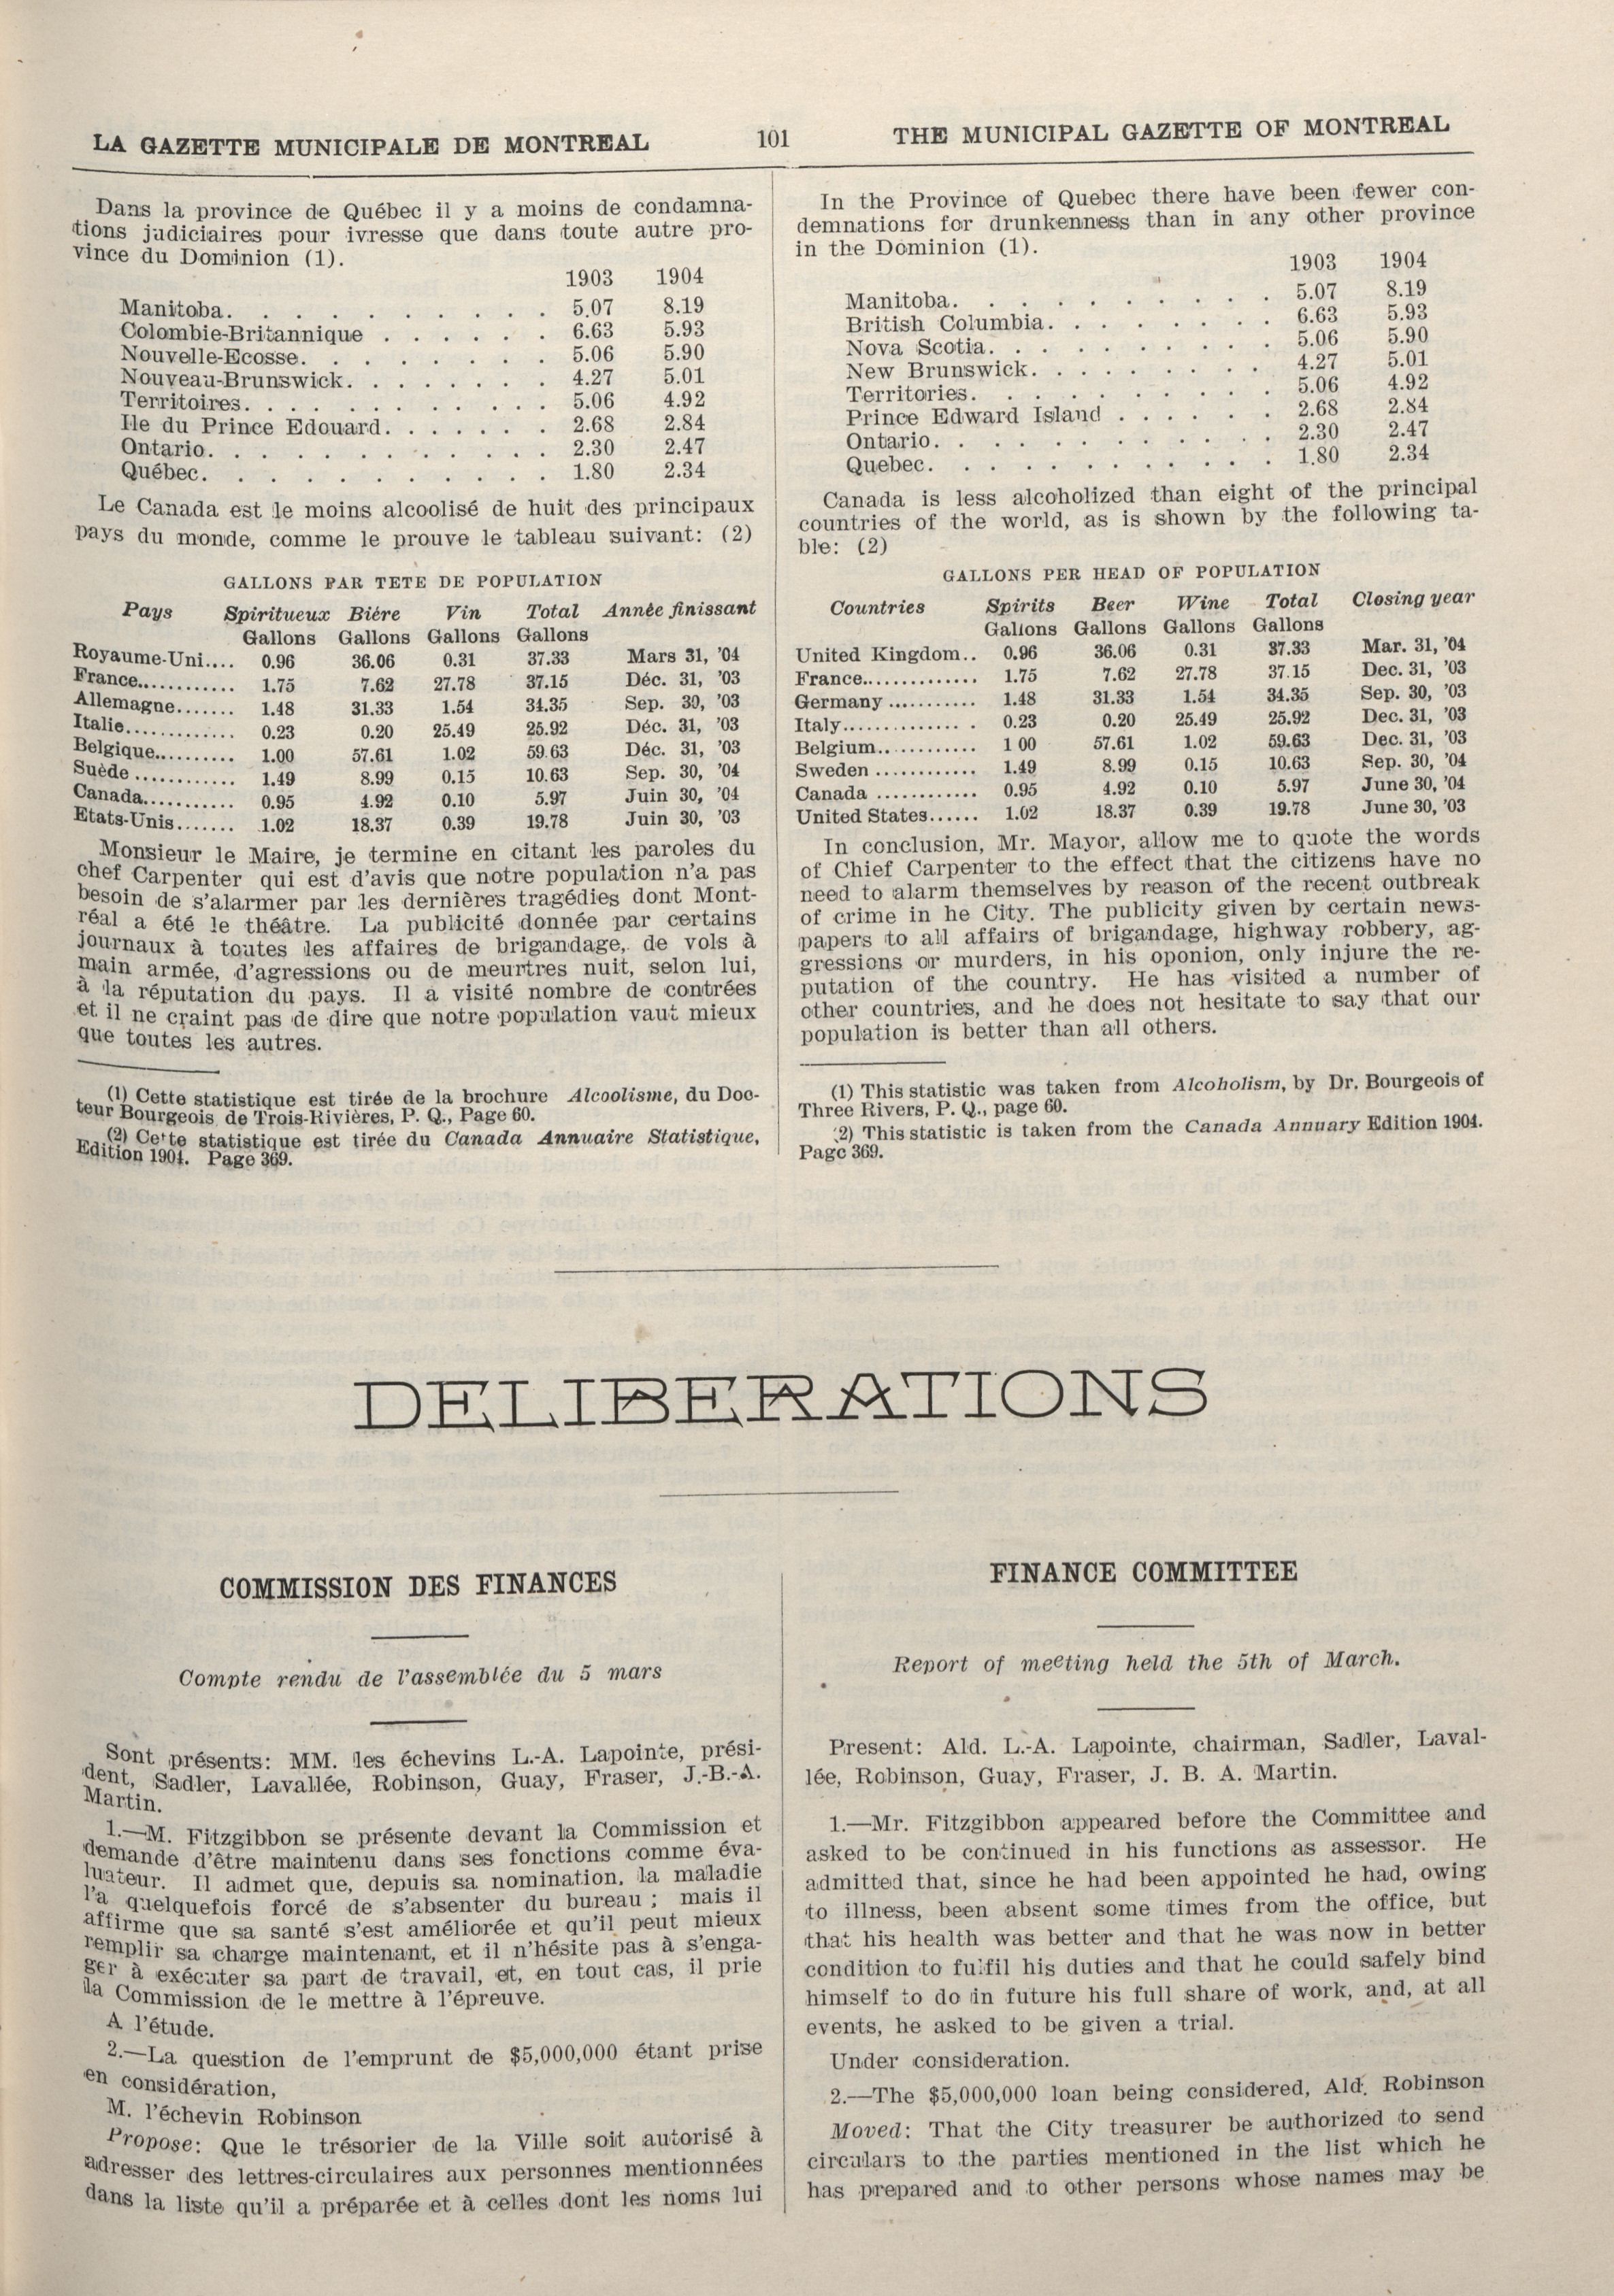 LA GAZETTE MUNICIPALE DE MONTREAL 101 THE MUNICIPAL GAZETTE OF MONTREAL
Dans la province de Québec il y a moins de condamna-
tions judiciaires pour ivresse que dans toute autre pro-
vince du Dominion (1).
1903 1904
Manitoba. . . . . . . . . . . 5.07 8.19
Colombie-Britannique . . . . . . 6.63 5.93
Nouvelle-Ecosse. . . . . . . . . 5.06 5.90
Nouveau-Brunswick. . . . . . . 4.27 5.01
Territoires. . . . . . . . . . . 5.06 4.92
Ile du Prince Edouard. . . . . . 2.68 2.84
Ontario. . . . . . . . . . . . 2.30 2.47
Québec. . . . . . . . . . . . 1.80 2.34
Le Canada est le moins alcoolisé de huit des principaux
pays du monde, comme le prouve le tableau suivant: (2)
GALLONS PAR TETE DE POPULATION
Pays Spiritueux Biére Vin Total Année finissant
Gallons Gallons Gallons Gallons
Royaume-Uni.... 0.96 36.06 0.31 37.33 Mars 31, '04
France............ 1.75 7.62 27.78 37.15 Déc. 31, '03
Allemagne....... 1.48 31.33 1.54 34.35 Sep. 30, '03
Italie............. 0.23 0.20 25.49 25.92 Déc. 31, '03
Belgique.......... 1.00 57.61 1.02 59.63 Déc. 31, '03
Suède ............ 1.49 8.99 0.15 10.63 Sep. 30, '04
Canada........... 0.95 4.92 0.10 5.97 Juin 30, '04
Etats-Unis....... 1.02 18.37 0.39 19.78 Juin 30, '03
Monsieur le Maire, je termine en citant les paroles du
chef Carpenter qui est d'avis que notre population n'a pas
besoin de s'alarmer par les dernières tragédies dont Mont-
réal a été le théâtre. La publicité donnée par certains
journaux à toutes les affaires de brigandage, de vols à
main armée, d'agressions ou de meurtres nuit, selon lui,
à la réputation du pays. Il a visité nombre de contrées
et il ne craint pas de dire que notre population vaut mieux
que toutes les autres.
(1) Cette statistique est tirée de la brochure Alcoolisme, du Doc-
teur Bourgeois de Trois-Rivières, P. Q., Page 60.
(2) Cette statistique est tirée du Canada Annuaire Statistique,
Edition 1904. Page 369.
In the Province of Quebec there have been fewer con-
demnations for drunkenness than in any other province
in the Dominion (1).
1903 1904
Manitoba. . . . . . . . . . . 5.07 8.19
British Columbia. . . . . . . . 6.63 5.93
Nova Scotia. . . . . . . . . . 5.06 5.90
New Brunswick. . . . . . . . 4.27 5.01
Territories. . . . . . . . . . . 5.06 4.92
Prince Edward Island . . . . . . 2.68 2.84
Ontario. . . . . . . . . . . . 2.30 2.47
Quebec. . . . . . . . . . . . 1.80 2.34
Canada is less alcoholized than eight of the principal
countries of the world, as is shown by the following ta-
ble: (2)
GALLONS PER HEAD OF POPULATION
Countries Spirits Beer Wine Total Closing year
Gallons Gallons Gallons Gallons
United Kingdom.. 0.96 36.06 0.31 37.33 Mar. 31, '04
France............. 1.75 7.62 27.78 37.15 Dec. 31, '03
Germany ........... 1.48 31.33 1.54 34.35 Sep. 30, '03
Italy............... 0.23 0.20 25.49 25.92 Dec. 31, '03
Belgium............ 1 00 57.61 1.02 59.63 Dec. 31, '03
Sweden ............ 1.49 8.99 0.15 10.63 Sep. 30, '04
Canada ............ 0.95 4.92 0.10 5.97 June 30, '04
United States...... 1.02 18.37 0.39 19.78 June 30, '03
In conclusion, Mr. Mayor, allow me to quote the words
of Chief Carpenter to the effect that the citizens have no
need to alarm themselves by reason of the recent outbreak
of crime in he City. The publicity given by certain news-
papers to all affairs of brigandage, highway robbery, ag-
gressions or murders, in his oponion, only injure the re-
putation of the country. He has visited a number of
other countries, and he does not hesitate to say that our
population is better than all others.
(1) This statistic was taken from Alcoholism, by Dr. Bourgeois of
Three Rivers, P. Q., page 60.
(2) This statistic is taken from the Canada Annuary Edition 1904.
Page 369.
DELIBERATIONS
COMMISSION DES FINANCES
Compte rendu de l'assemblée du 5 mars
Sont présents: MM. les échevins L.-A. Lapointe, prési-
dent, Sadler, Lavallée, Robinson, Guay, Fraser, J.-B.-A.
Martin.
1.—M. Fitzgibbon se présente devant la Commission et
demande d'être maintenu dans ses fonctions comme éva-
luateur. Il admet que, depuis sa nomination, la maladie
l'a quelquefois forcé de s'absenter du bureau ; mais il
affirme que sa santé s'est améliorée et qu'il peut mieux
remplir sa charge maintenant, et il n'hésite pas à s'enga-
ger à exécuter sa part de travail, et, en tout cas, il prie
la Commission de le mettre à l'épreuve.
A l'étude.
2.—La question de l'emprunt de $5,000,000 étant prise
en considération,
M. l'échevin Robinson
Propose: Que le trésorier de la Ville soit autorisé à
adresser des lettres-circulaires aux personnes mentionnées
dans la liste qu'il a préparée et à celles dont les noms lui
FINANCE COMMITTEE
Report of meeting held the 5th of March.
Present: Ald. L.-A. Lapointe, chairman, Sadler, Laval-
lée, Robinson, Guay, Fraser, J. B. A. Martin.
1.—Mr. Fitzgibbon appeared before the Committee and
asked to be continued in his functions as assessor. He
admitted that, since he had been appointed he had, owing
to illness, been absent some times from the office, but
that his health was better and that he was now in better
condition to fulfil his duties and that he could safely bind
himself to do in future his full share of work, and, at all
events, he asked to be given a trial.
Under consideration.
2.—The $5,000,000 loan being considered, Ald. Robinson
Moved: That the City treasurer be authorized to send
circulars to the parties mentioned in the list which he
has prepared and to other persons whose names may be